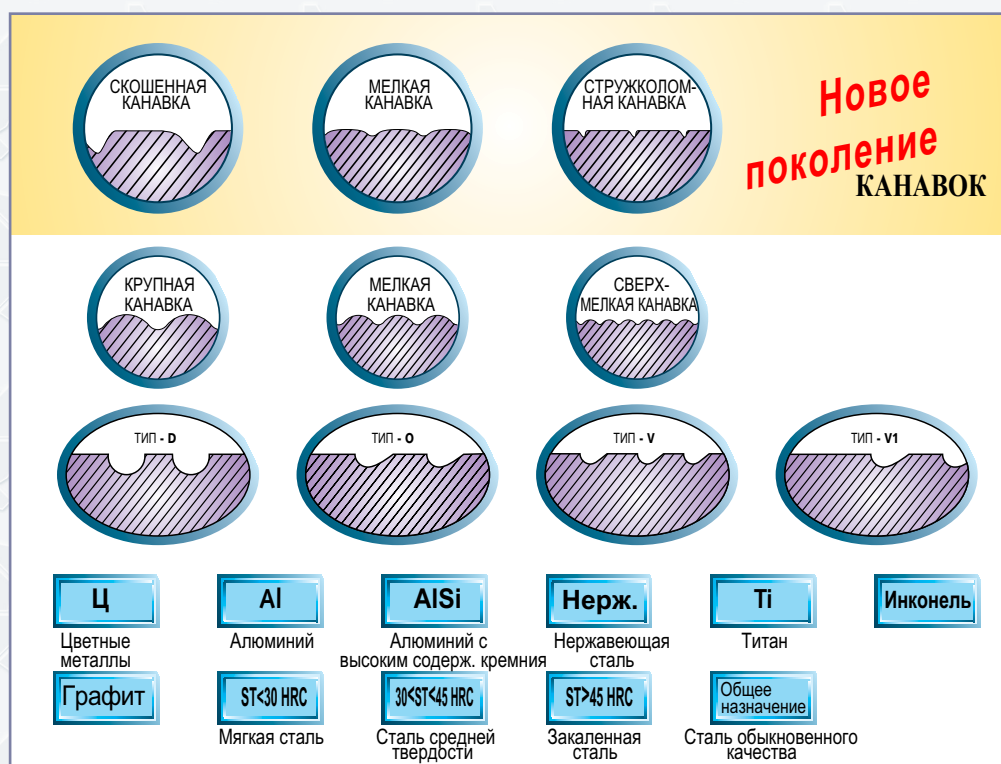 СКОШЕННАЯ
КАНАВКА
МЕЛКАЯ
КАНАВКА
СТРУЖКОЛОМ-
НАЯ КАНАВКА
Новое
поколение
КАНАВОК
КРУПНАЯ
КАНАВКА
МЕЛКАЯ
КАНАВКА
СВЕРХ-
МЕЛКАЯ КАНАВКА
ТИП - D
ТИП - O
ТИП - V
ТИП - V1
Ц
Al
AlSi
Нерж.
Ti
Инконель
Цветные
металлы
Алюминий
Алюминий с
высоким содерж. кремния
Нержавеющая
сталь
Титан
Графит
ST<30 HRC
30<ST<45 HRC
ST>45 HRC
Общее
назначение
Мягкая сталь
Сталь средней
твердости
Закаленная
сталь
Сталь обыкновенного
качества